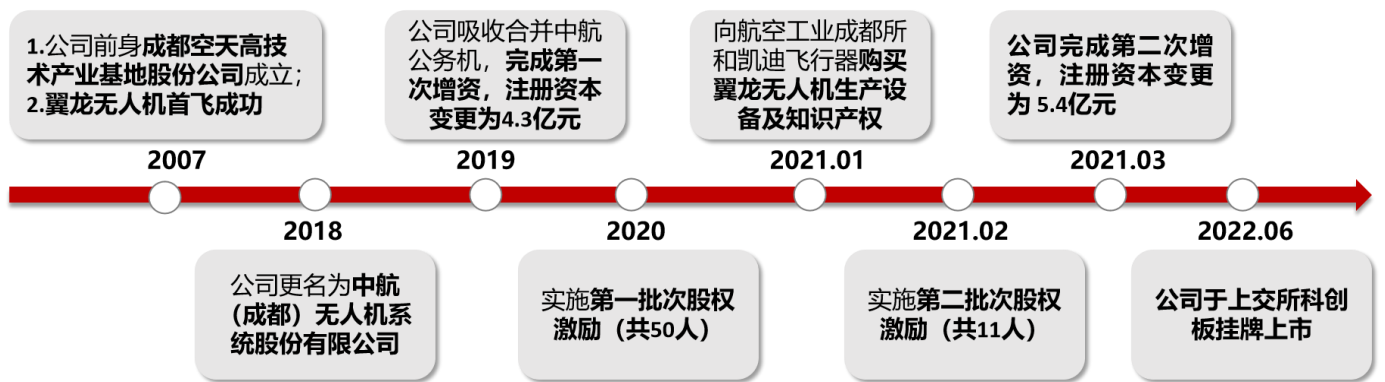 1.公司前身成都空天高技
术产业基地股份公司成立；
2.翼龙无人机首飞成功
2007
公司更名为中航
（成都）无人机系
统股份有限公司
2018
公司吸收合并中航
公务机，完成第一
次增资，注册资本
变更为4.3亿元
2019
实施第一批次股权
激励（共50人）
2020
向航空工业成都所
和凯迪飞行器购买
翼龙无人机生产设
备及知识产权
2021.01
实施第二批次股权
激励（共11人）
2021.02
公司完成第二次增
资，注册资本变更
为 5.4亿元
2021.03
公司于上交所科创
板挂牌上市
2022.06